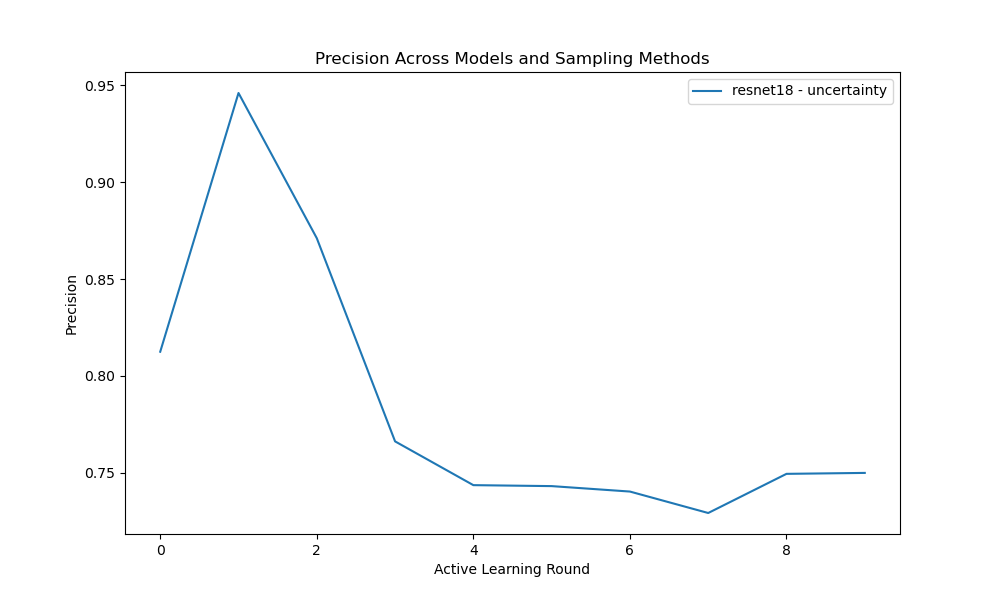 Precision Across Models and Sampling Methods
resnet18 - uncertainty
0.95
0.90
0.85
0.80
0.75
Precision
0
2
4
6
8
Active Learning Round